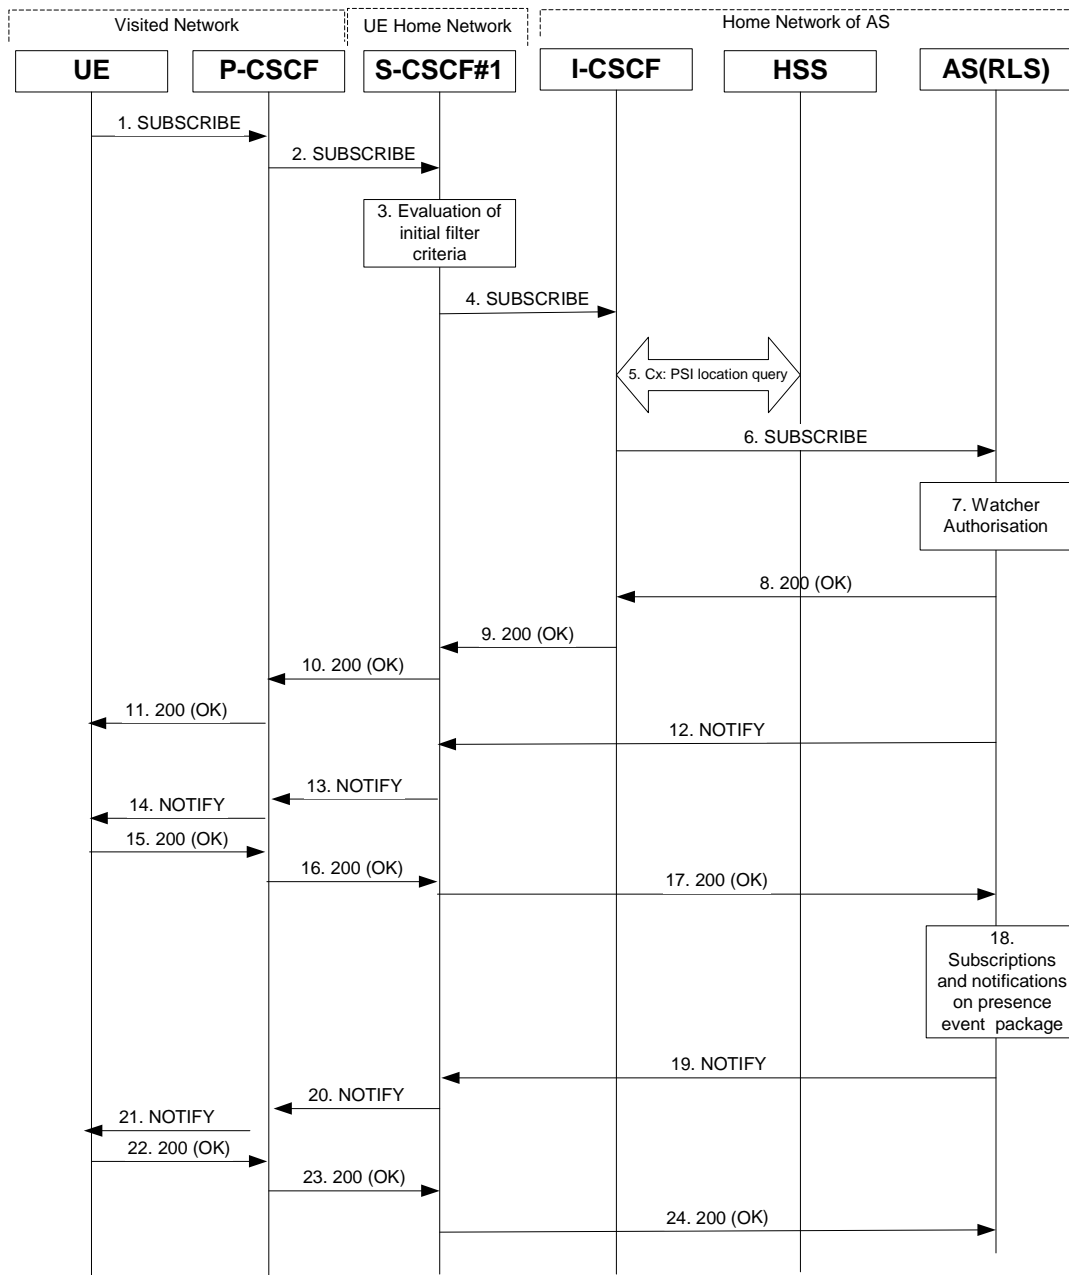 Visited Network
UE Home Network
Home Network of AS
UE
P-CSCF
S-CSCF#1
I-CSCF
HSS
AS(RLS)
1. SUBSCRIBE
2. SUBSCRIBE
3. Evaluation of
initial filter
criteria
4. SUBSCRIBE
5. Cx: PSI location query
6. SUBSCRIBE
7. Watcher
Authorisation
8. 200 (OK)
9. 200 (OK)
10. 200 (OK)
11. 200 (OK)
12. NOTIFY
13. NOTIFY
14. NOTIFY
15. 200 (OK)
16. 200 (OK)
17. 200 (OK)
18.
Subscriptions
and notifications
on presence
event package
19. NOTIFY
20. NOTIFY
21. NOTIFY
22. 200 (OK)
23. 200 (OK)
24. 200 (OK)